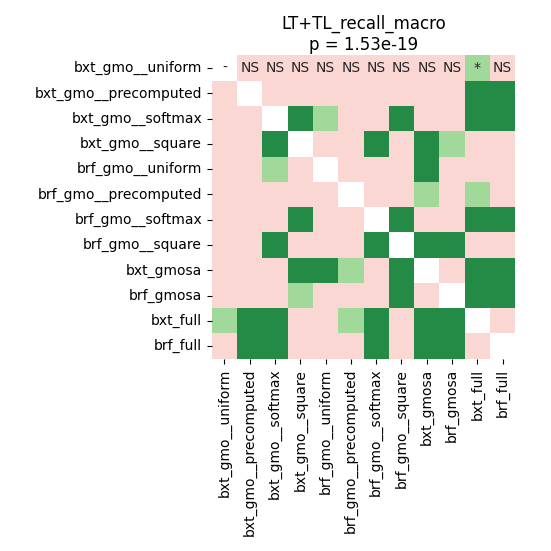 LT+TL_recall_macro
p = 1.53e-19
bxt_gmo__uniform - NS NS NS NS NS NS NS NS NS * NS
bxt_gmo__precomputed
bxt_gmo__softmax
bxt_gmo__square
brf_gmo__uniform
brf_gmo__precomputed
brf_gmo__softmax
brf_gmo__square
bxt_gmosa
brf_gmosa
bxt_full
brf_full
bxt_gmo__uniform
bxt_gmo__precomputed
bxt_gmo__softmax
bxt_gmo__square
brf_gmo__uniform
brf_gmo__precomputed
brf_gmo__softmax
brf_gmo__square
bxt_gmosa
brf_gmosa
bxt_full
brf_full